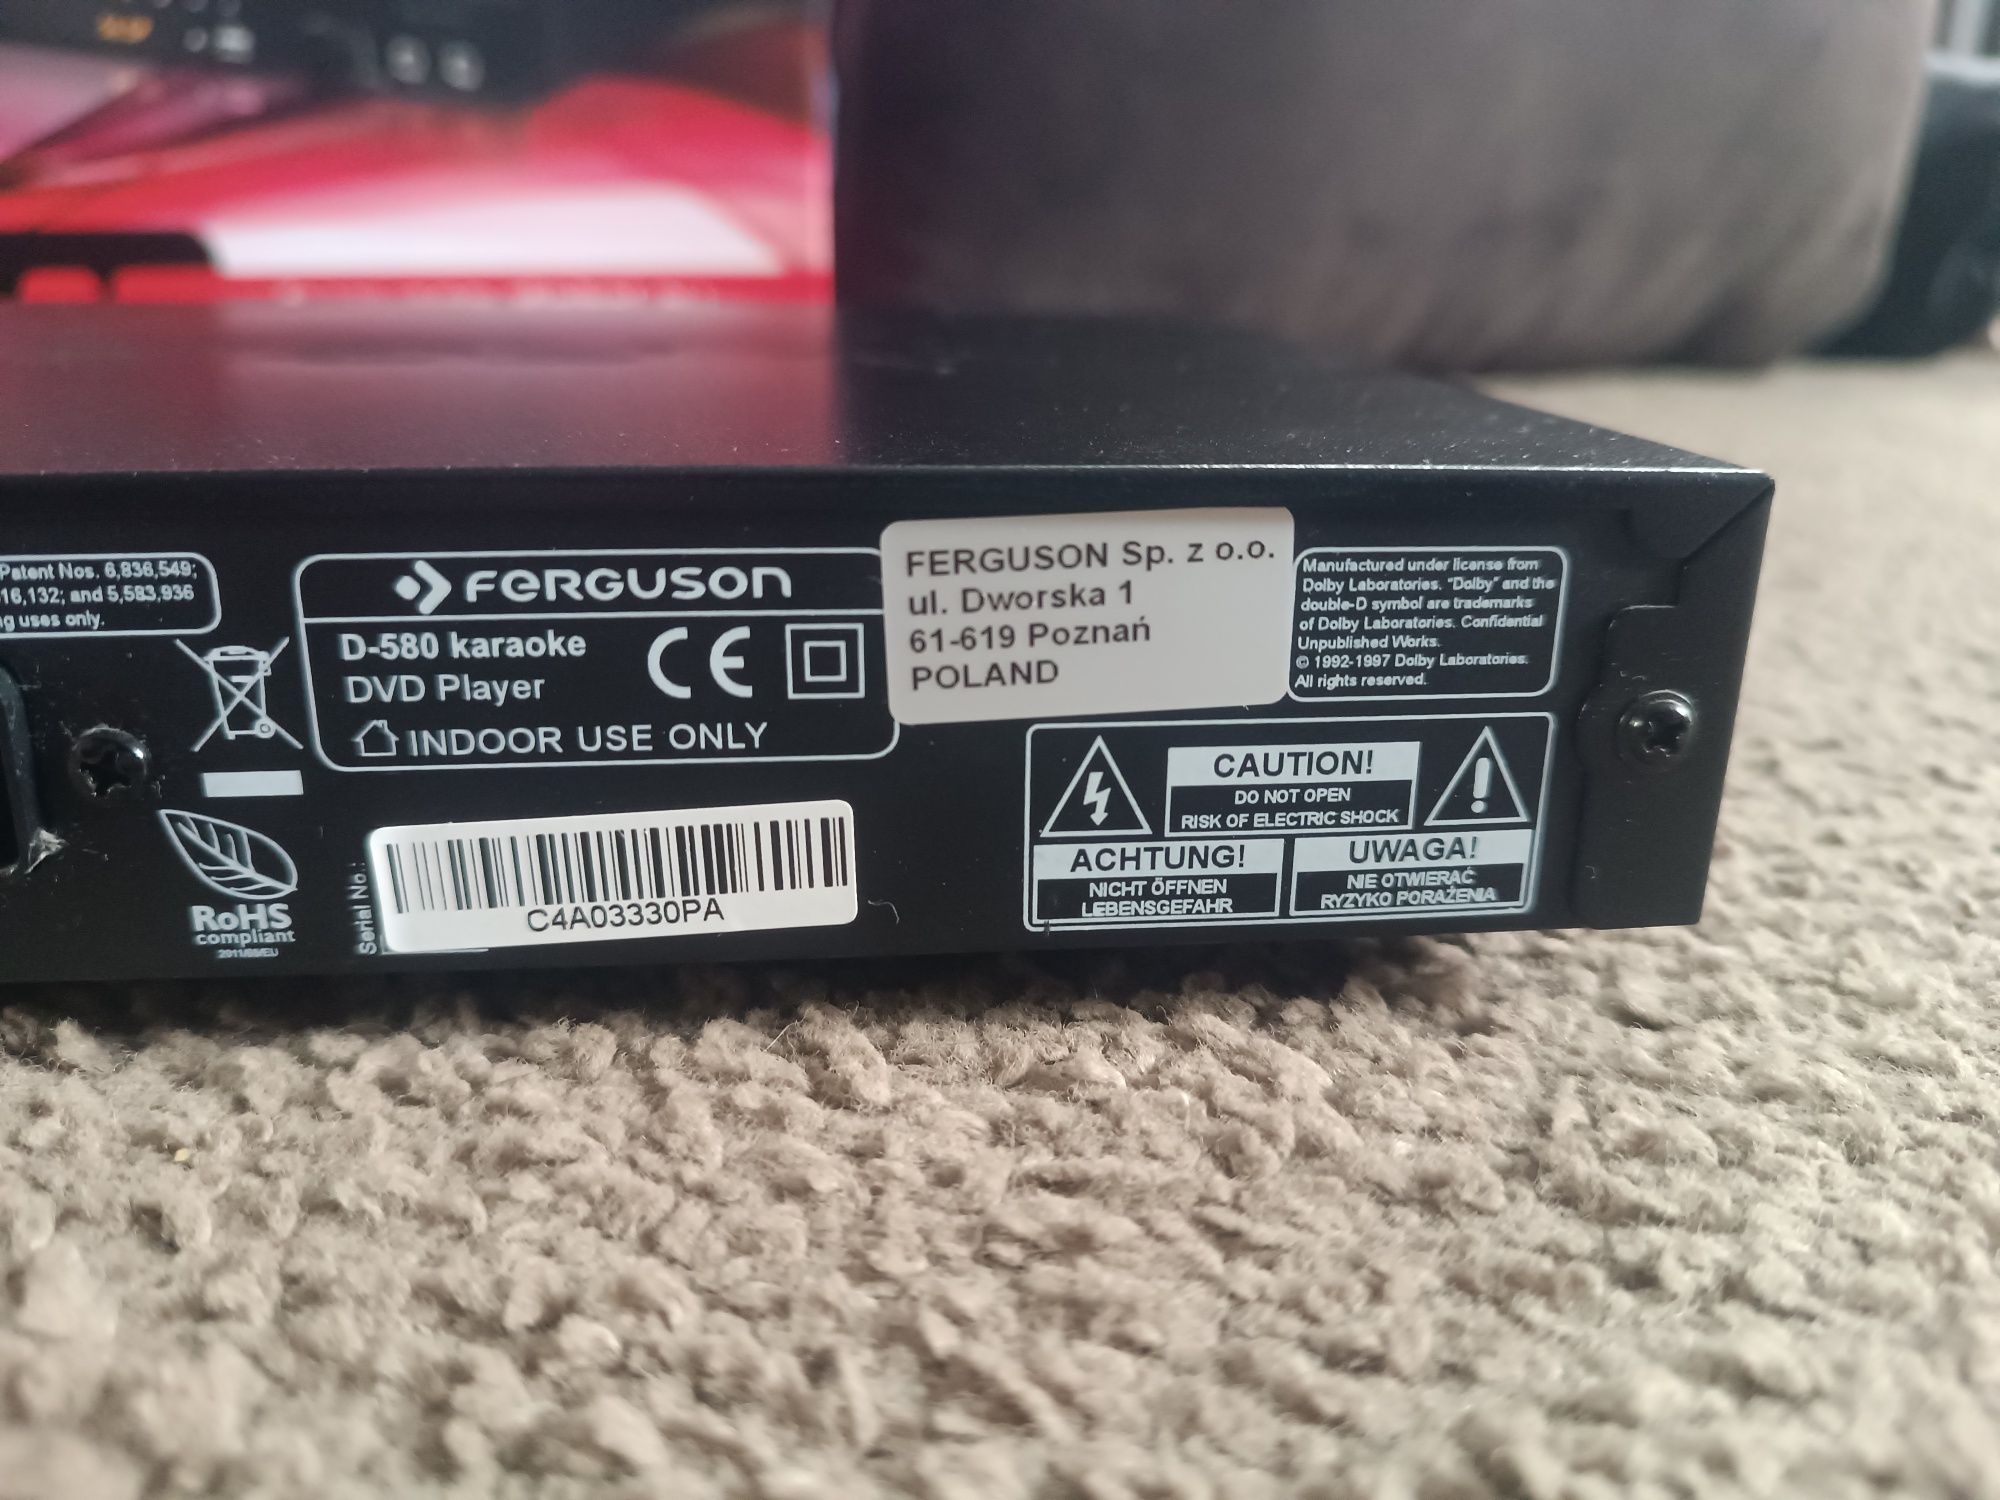 Patent Nos. 6,836,549;
16,132; and 5,583,936
g uses only.
FERGUSON
D-580 karaoke
DVD Player
INDOOR USE ONLY
CE
FERGUSON Sp. z o.o.
ul. Dworska 1
61-619 Poznań
POLAND
Manufactured under license from
Dolby Laboratories. "Dolby" and the
double-D symbol are trademarks
of Dolby Laboratories. Confidential
Unpublished Works.
© 1992-1997 Dolby Laboratories.
All rights reserved.
RoHS
compliant
2011/65/EU
Serial No.:
C4A03330PA
CAUTION!
DO NOT OPEN
RISK OF ELECTRIC SHOCK
ACHTUNG!
NICHT ÖFFNEN
LEBENSGEFAHR
UWAGA!
NIE OTWIERAĆ
RYZYKO PORAŻENIA